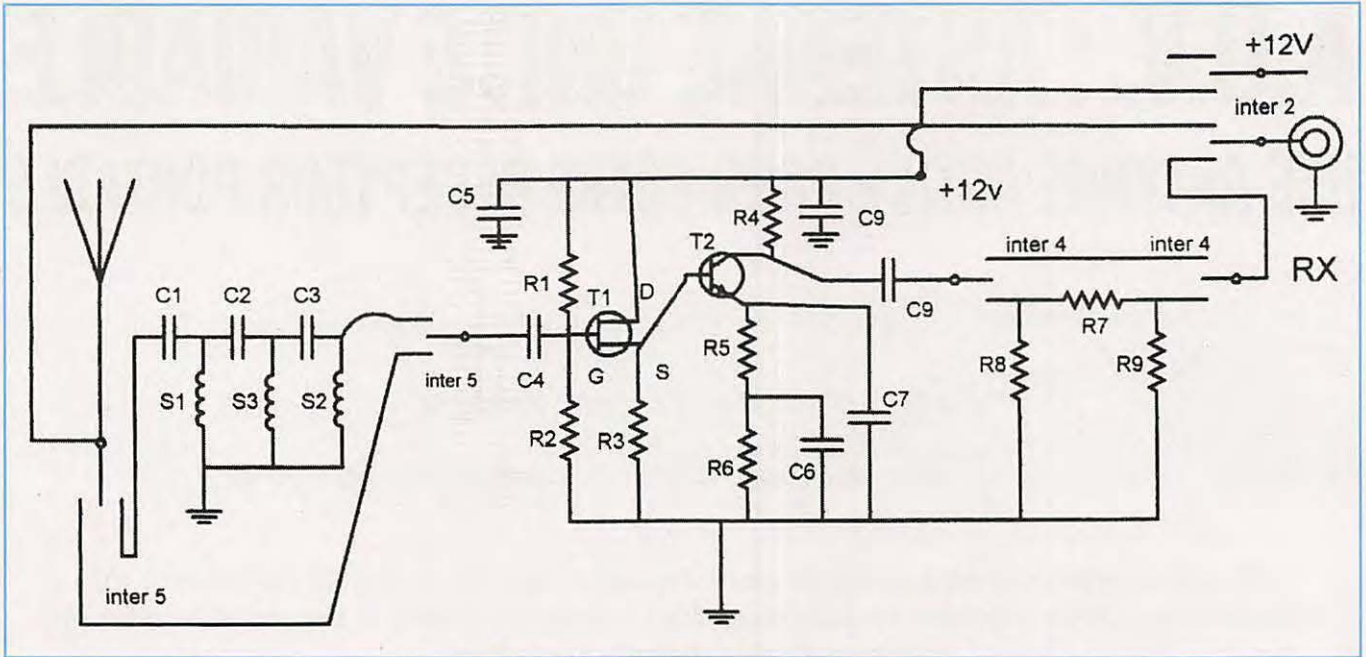 +12V
inter 2
C5
R4
C9
+12v
T2
inter 4
inter 4
RX
C1
C2
C3
R1
T1
D
C9
R7
S1
S3
S2
inter 5
C4
G
S
R5
R8
R9
R2
R3
R6
C6
C7
inter 5